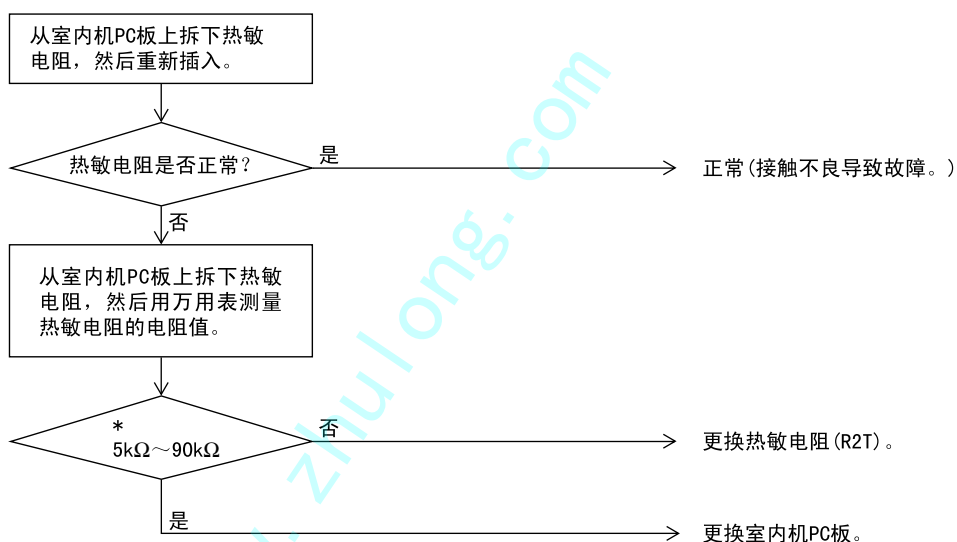 从室内机PC板上拆下热敏
电阻，然后重新插入。
热敏电阻是否正常？
是
正常(接触不良导致故障。)
否
从室内机PC板上拆下热敏
电阻，然后用万用表测量
热敏电阻的电阻值。
*
5kΩ～90kΩ
否
更换热敏电阻(R2T)。
是
更换室内机PC板。
zhulong.com